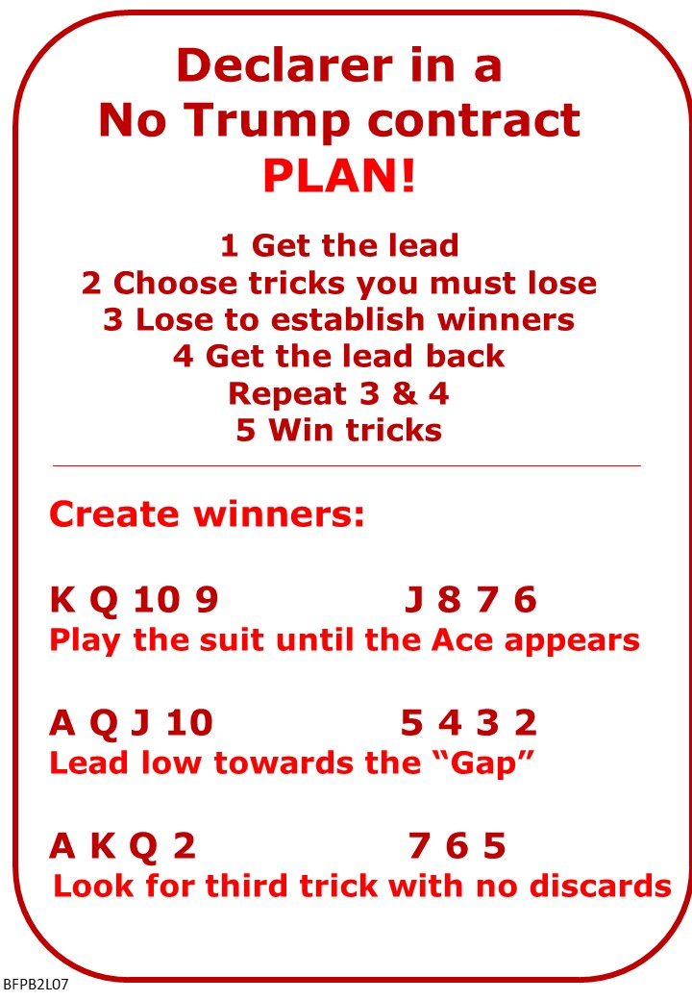 Declarer in a
No Trump contract
PLAN!
1 Get the lead
2 Choose tricks you must lose
3 Lose to establish winners
4 Get the lead back
Repeat 3 & 4
5 Win tricks
Create winners:
K Q 10 9 J 8 7 6
Play the suit until the Ace appears
A Q J 10 5 4 3 2
Lead low towards the “Gap”
A K Q 2 7 6 5
Look for third trick with no discards
BFPB2L07